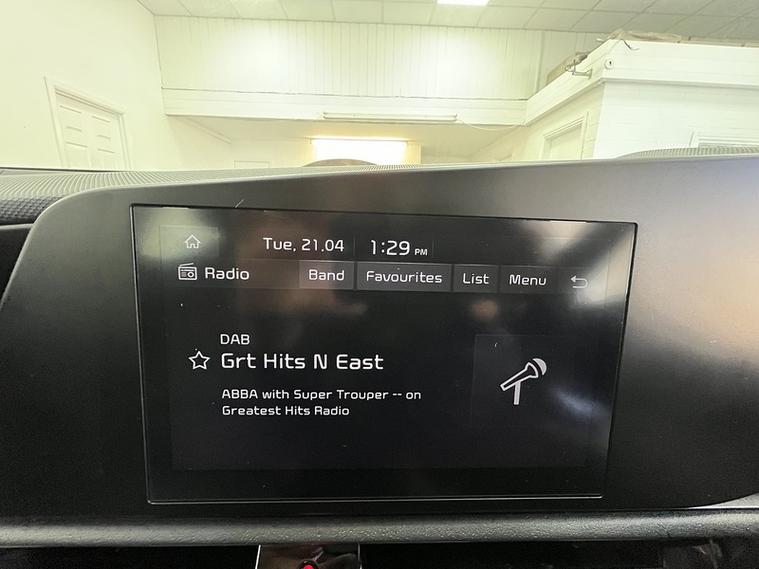 Tue, 21.04 1:29 PM
Radio Band Favourites List Menu
DAB
Grt Hits N East
ABBA with Super Trouper -- on
Greatest Hits Radio